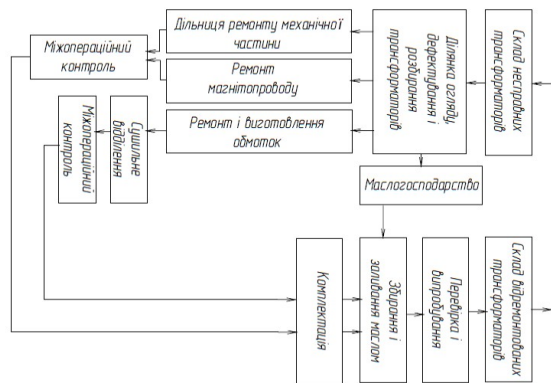 Дільниця ремонту механічної
частини
Міжопераційний
контроль
Ремонт
магнітопроводу
Ремонт і виготовлення
обмоток
Ділянка огляду,
дефектування і
розбирання
трансформаторів
Склад несправних
трансформаторів
Сушильне
відділення
Міжопераційний
контроль
Маслогосподарство
Комплектація
Збирання і
заливання маслом
Перевірка і
випробування
Склад відремонтованих
трансформаторів